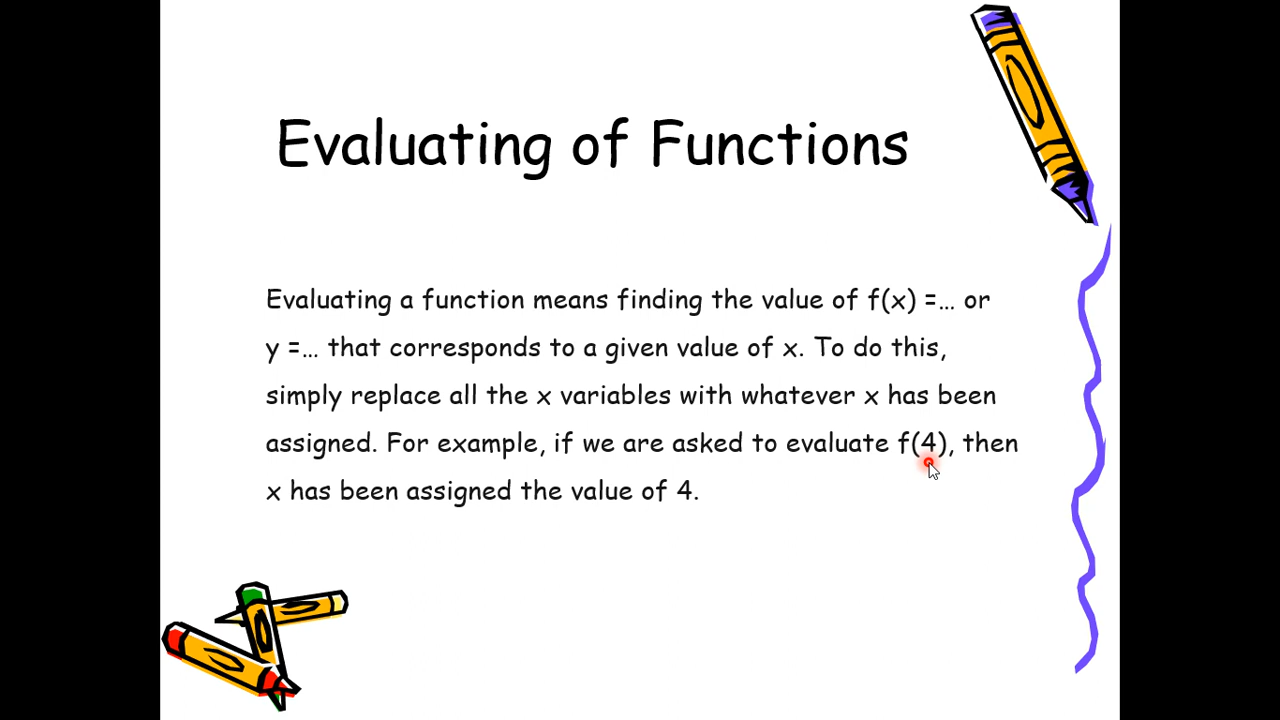 Evaluating of Functions
Evaluating a function means finding the value of f(x) =… or
y =… that corresponds to a given value of x. To do this,
simply replace all the x variables with whatever x has been
assigned. For example, if we are asked to evaluate f(4), then
x has been assigned the value of 4.